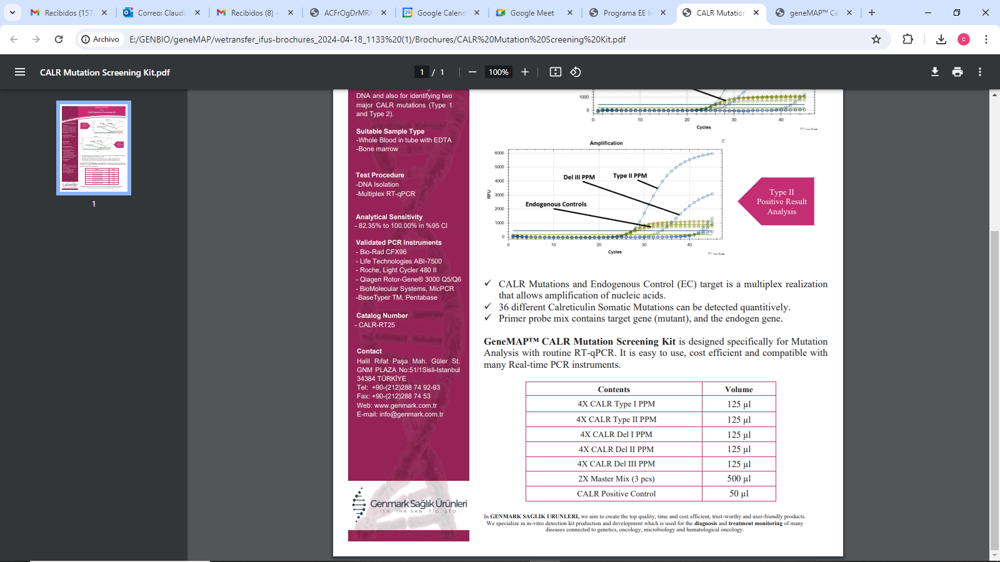 Recibidos (157
Correo: Claudi
Recibidos (8) -
ACFrOgDrMRX
Google Calend
Google Meet
Programa EE I
CALR Mutation
geneMAP™ Ca
Archivo
E:/GENBIO/geneMAP/wetransfer_ifus-brochures_2024-04-18_1133%20(1)/Brochures/CALR%20Mutation%20Screening%20Kit.pdf
c
CALR Mutation Screening Kit.pdf
1 / 1
100%
1
DNA and also for identifying two
major CALR mutations (Type 1
and Type 2).
Suitable Sample Type
-Whole Blood in tube with EDTA
-Bone marrow
Test Procedure
-DNA Isolation
-Multiplex RT-qPCR
Analytical Sensitivity
- 82.35% to 100.00% in %95 CI
Validated PCR Instruments
- Bio-Rad CFX96
- Life Technologies ABI-7500
- Roche, Light Cycler 480 II
- Qiagen Rotor-Gene® 3000 Q5/Q6
- BioMolecular Systems, MicPCR
-BaseTyper TM, Pentabase
Catalog Number
- CALR-RT25
Contact
Halil Rıfat Paşa Mah. Güler St.
GNM PLAZA No:51/1Sisli-Istanbul
34384 TÜRKİYE
Tel: +90-(212)288 74 92-93
Fax: +90-(212)288 74 53
Web: www.genmark.com.tr
E-mail: info@genmark.com.tr
Genmark Sağlık Ürünleri
İTH. İHR SAN. TİC. LTD.
1000
0
0 10 20 30 40
Cycles
Amplification
6000
5000
4000
3000
2000
1000
0
RFU
Del III PPM
Type II PPM
Endogenous Controls
0 10 20 30 40
Cycles
Type II
Positive Result
Analysis
✓ CALR Mutations and Endogenous Control (EC) target is a multiplex realization
that allows amplification of nucleic acids.
✓ 36 different Calreticulin Somatic Mutations can be detected quantitively.
✓ Primer probe mix contains target gene (mutant), and the endogen gene.
GeneMAP™ CALR Mutation Screening Kit is designed specifically for Mutation
Analysis with routine RT-qPCR. It is easy to use, cost efficient and compatible with
many Real-time PCR instruments.
Contents Volume
4X CALR Type I PPM 125 µl
4X CALR Type II PPM 125 µl
4X CALR Del I PPM 125 µl
4X CALR Del II PPM 125 µl
4X CALR Del III PPM 125 µl
2X Master Mix (3 pcs) 500 µl
CALR Positive Control 50 µl
In GENMARK SAGLIK URUNLERI, we aim to create the top quality, time and cost efficient, trust-worthy and user-friendly products.
We specialize in in-vitro detection kit production and development which is used for the diagnosis and treatment monitoring of many
diseases connected to genetics, oncology, microbiology and hematological oncology.